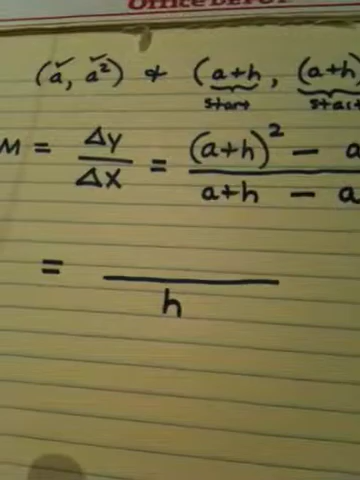 Office DEPOT
(a, a²) & (a+h, (a+h)
start start
M = Δy/Δx = (a+h)² - a / a+h - a
= / h